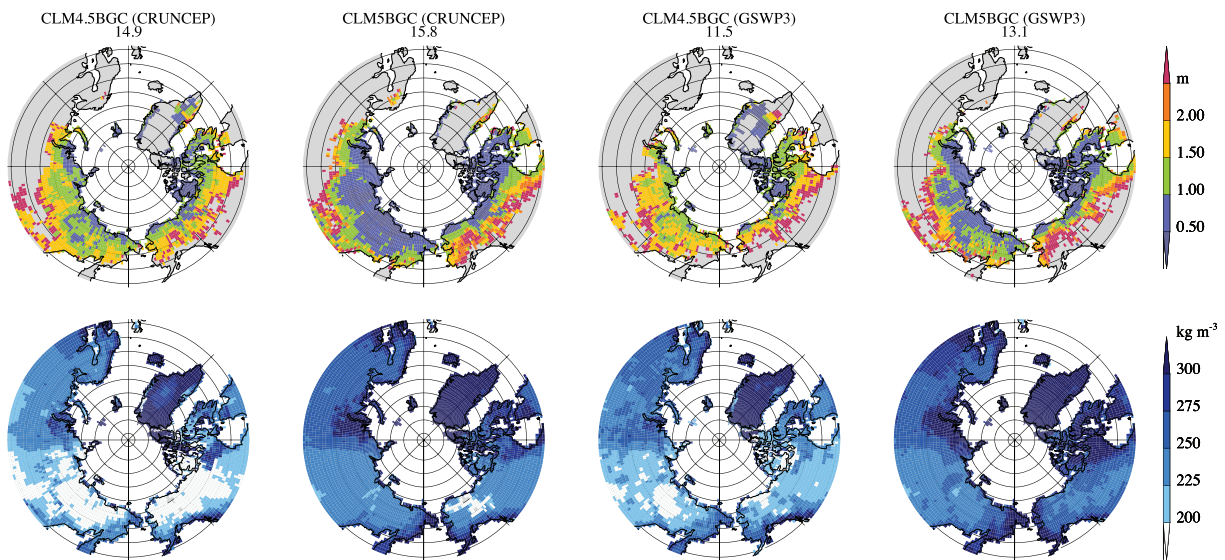 CLM4.5BGC (CRUNCEP)
14.9
CLM5BGC (CRUNCEP)
15.8
CLM4.5BGC (GSWP3)
11.5
CLM5BGC (GSWP3)
13.1
m
2.00
1.50
1.00
0.50
kg m⁻³
300
275
250
225
200